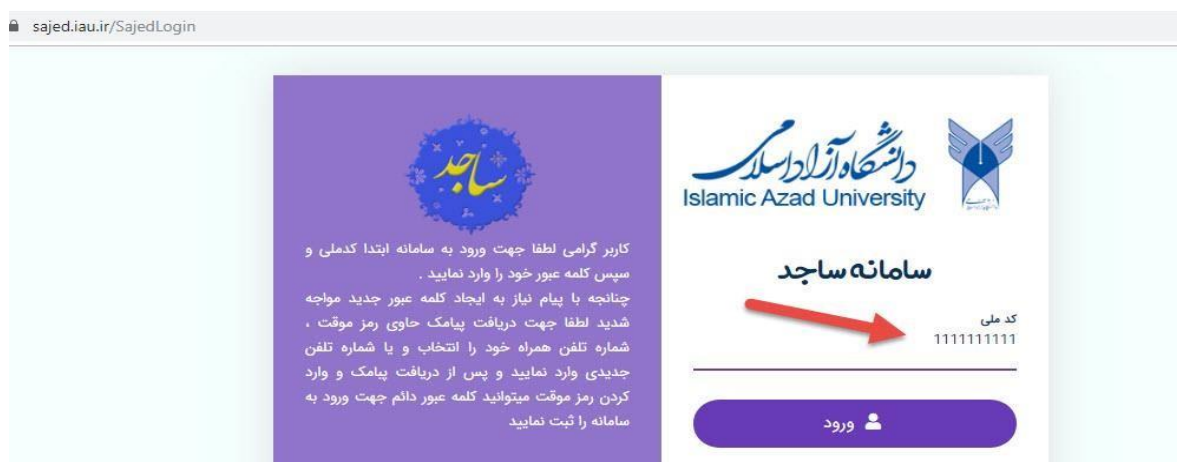 sajed.iau.ir/SajedLogin
دانشگاه آزاد اسلامی
Islamic Azad University
سامانه ساجد
کد ملی
1111111111
ورود
ساجد
کاربر گرامی لطفا جهت ورود به سامانه ابتدا کدملی و
سپس کلمه عبور خود را وارد نمایید .
چنانچه با پیام نیاز به ایجاد کلمه عبور جدید مواجه
شدید لطفا جهت دریافت پیامک حاوی رمز موقت ،
شماره تلفن همراه خود را انتخاب و یا شماره تلفن
جدیدی وارد نمایید و پس از دریافت پیامک و وارد
کردن رمز موقت میتوانید کلمه عبور دائم جهت ورود به
سامانه را ثبت نمایید